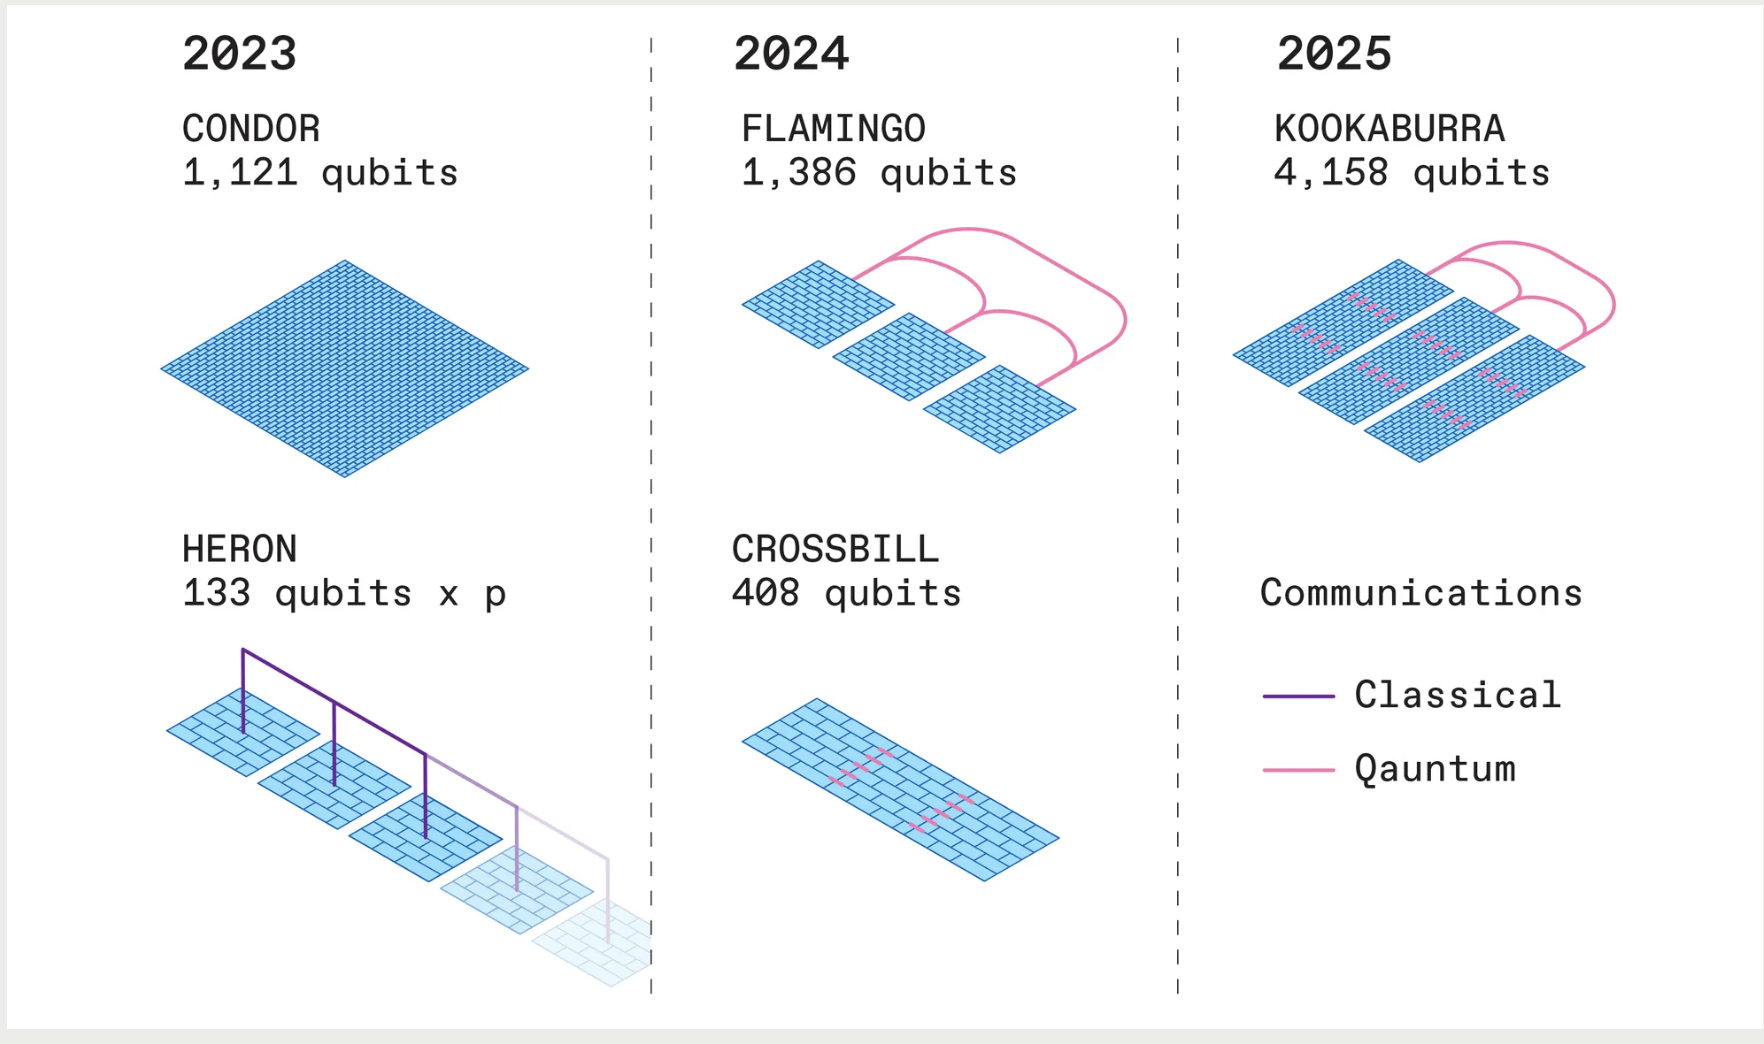 2023
CONDOR
1,121 qubits
HERON
133 qubits x p
2024
FLAMINGO
1,386 qubits
CROSSBILL
408 qubits
2025
KOOKABURRA
4,158 qubits
Communications
Classical
Qauntum